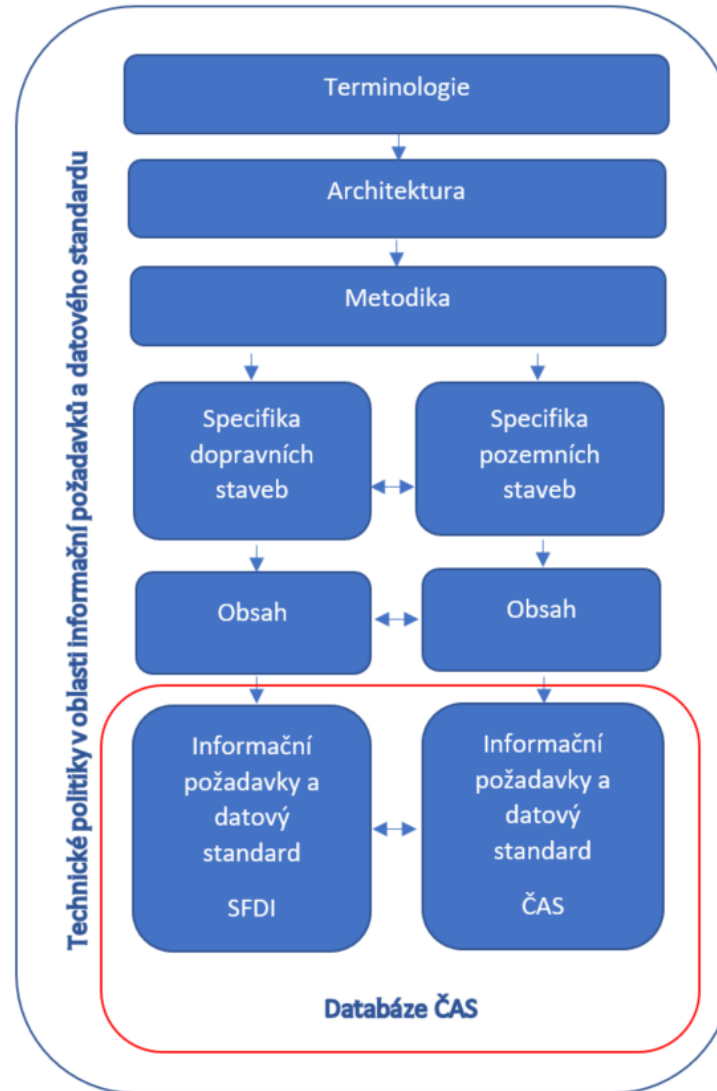 Technické politiky v oblasti informační požadavků a datového standardu
Terminologie
Architektura
Metodika
Specifika
dopravních
staveb
Specifika
pozemních
staveb
Obsah
Obsah
Informační
požadavky a
datový
standard
SFDI
Informační
požadavky a
datový
standard
ČAS
Databáze ČAS